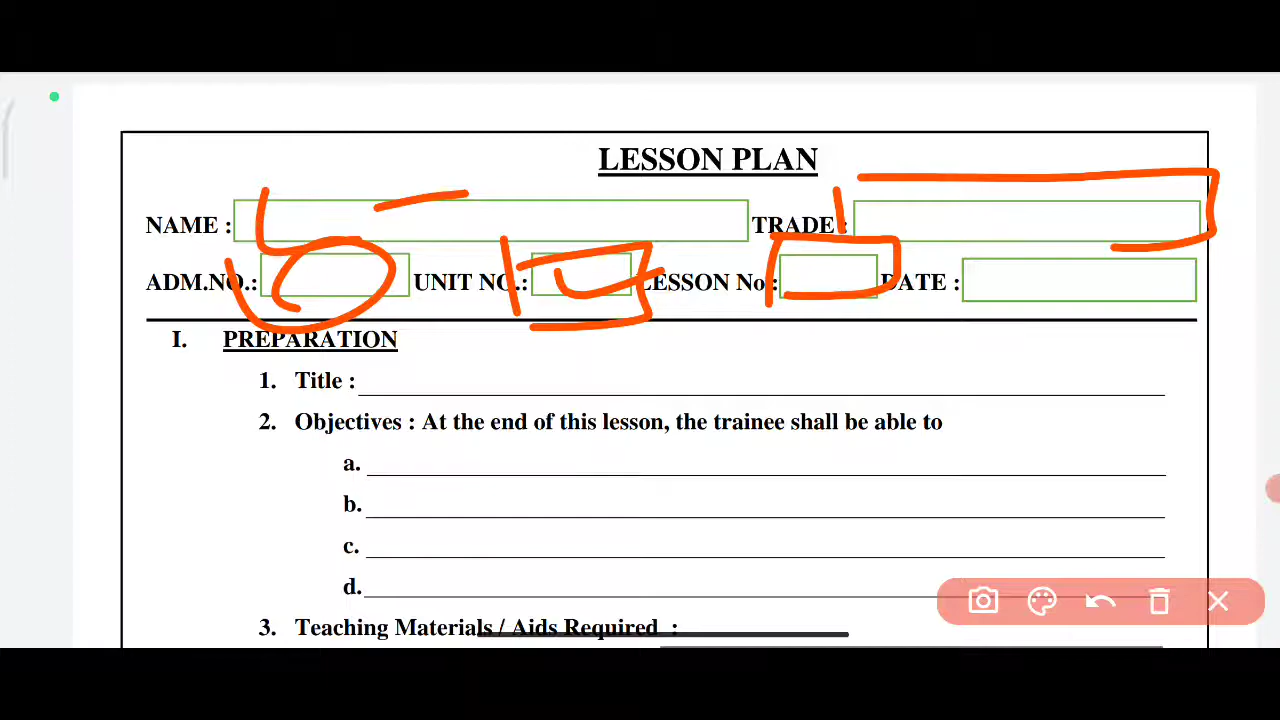 LESSON PLAN
NAME : TRADE :
ADM.NO.: UNIT NO.: LESSON No : DATE :
I. PREPARATION
1. Title :
2. Objectives : At the end of this lesson, the trainee shall be able to
a.
b.
c.
d.
3. Teaching Materials / Aids Required :